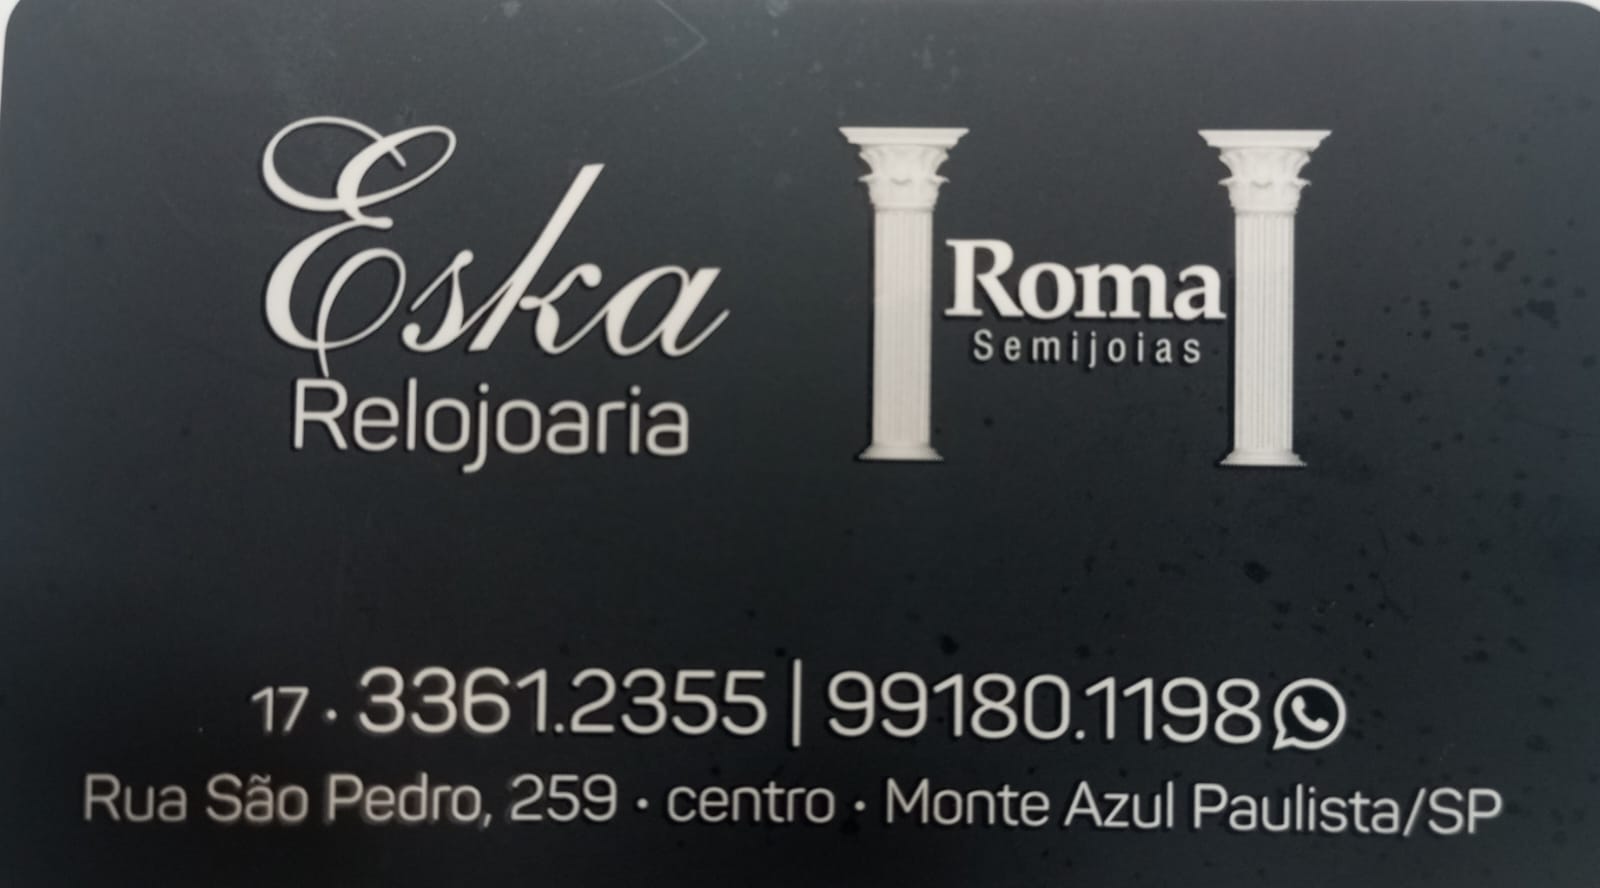 Eska
Relojoaria
Roma
Semijoias
17 · 3361.2355 | 99180.1198
Rua São Pedro, 259 · centro · Monte Azul Paulista/SP